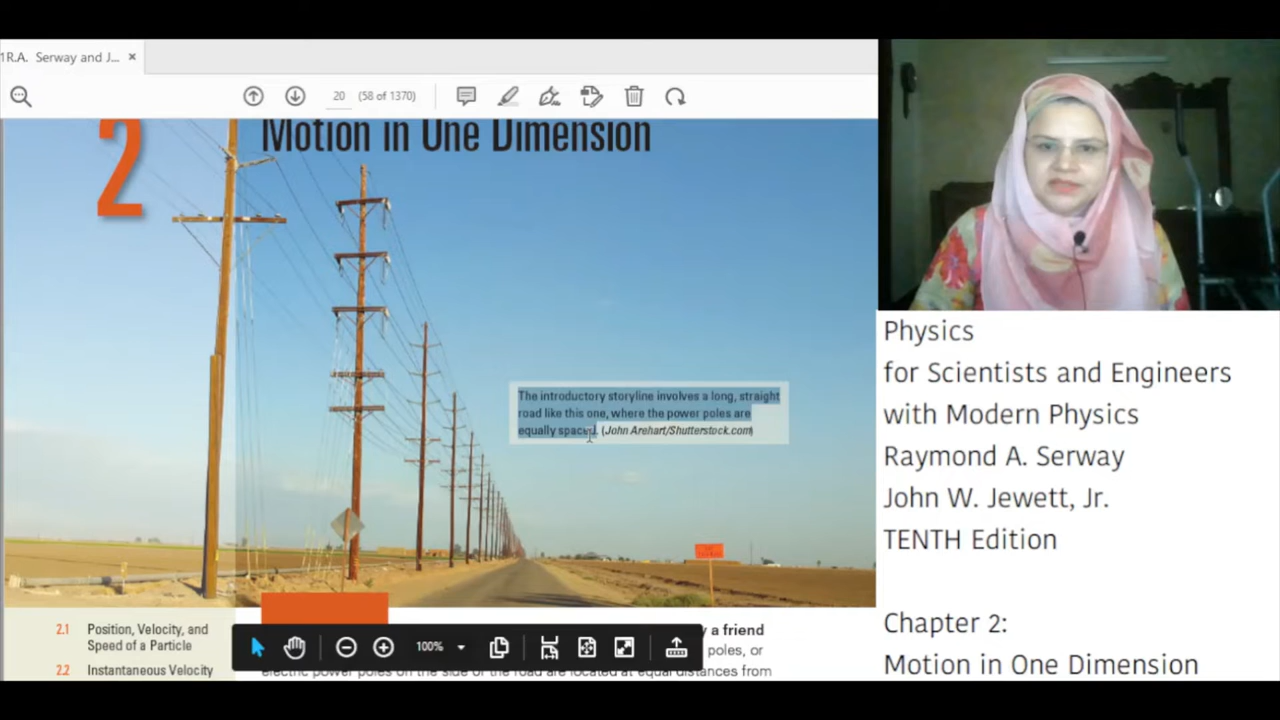 1R.A. Serway and J...
20 (58 of 1370)
2
Motion in One Dimension
The introductory storyline involves a long, straight
road like this one, where the power poles are
equally spaced. (John Arehart/Shutterstock.com)
2.1 Position, Velocity, and
Speed of a Particle
2.2 Instantaneous Velocity
y a friend
poles, or
electric power poles on the side of the road are located at equal distances from
100%
Physics
for Scientists and Engineers
with Modern Physics
Raymond A. Serway
John W. Jewett, Jr.
TENTH Edition
Chapter 2:
Motion in One Dimension